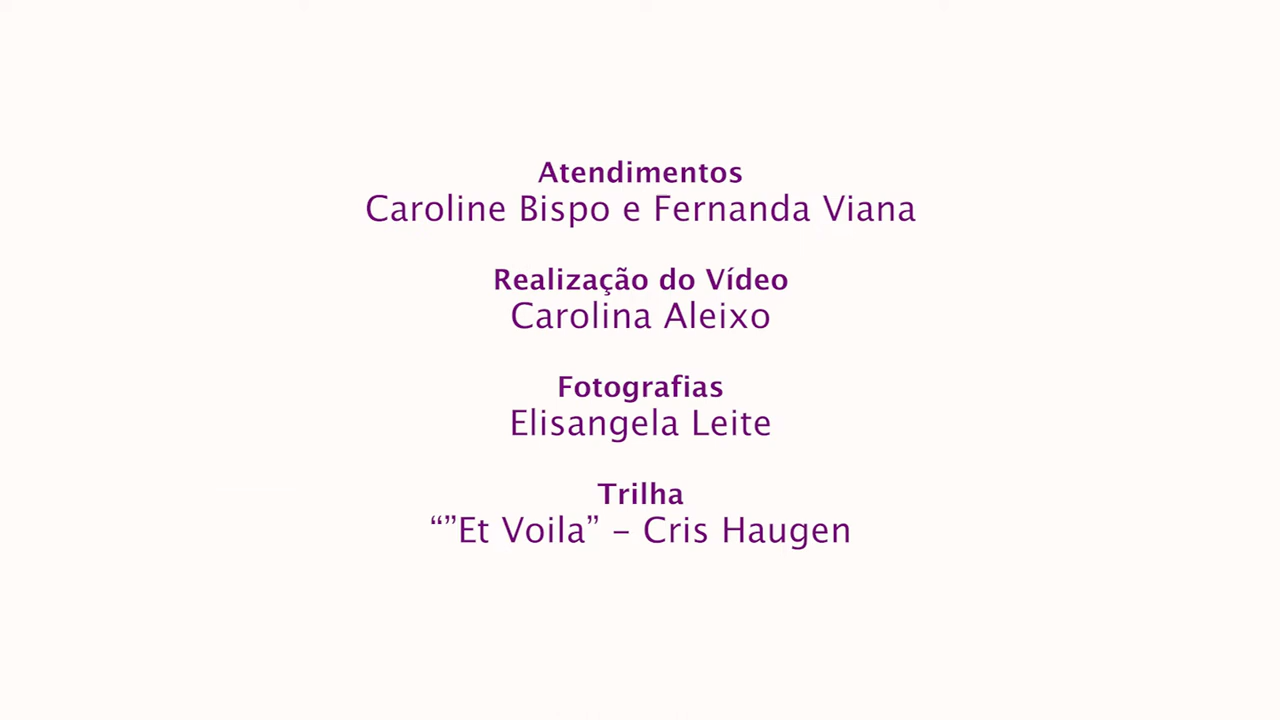 Atendimentos
Caroline Bispo e Fernanda Viana
Realização do Vídeo
Carolina Aleixo
Fotografias
Elisangela Leite
Trilha
“”Et Voila” – Cris Haugen